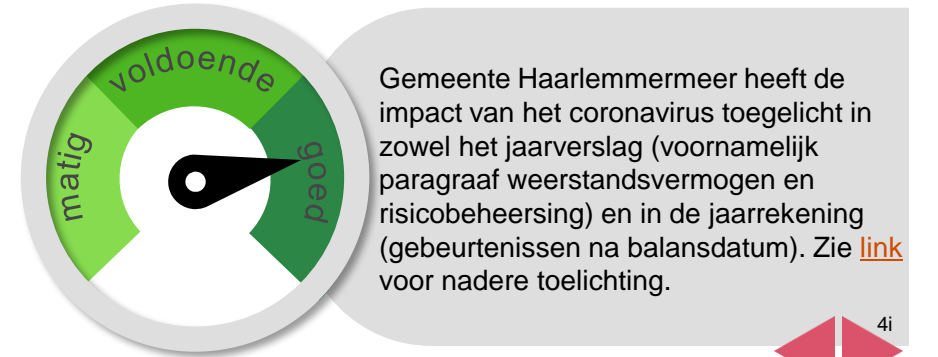 matig
voldoende
goed
Gemeente Haarlemmermeer heeft de
impact van het coronavirus toegelicht in
zowel het jaarverslag (voornamelijk
paragraaf weerstandsvermogen en
risicobeheersing) en in de jaarrekening
(gebeurtenissen na balansdatum). Zie link
voor nadere toelichting.
4i